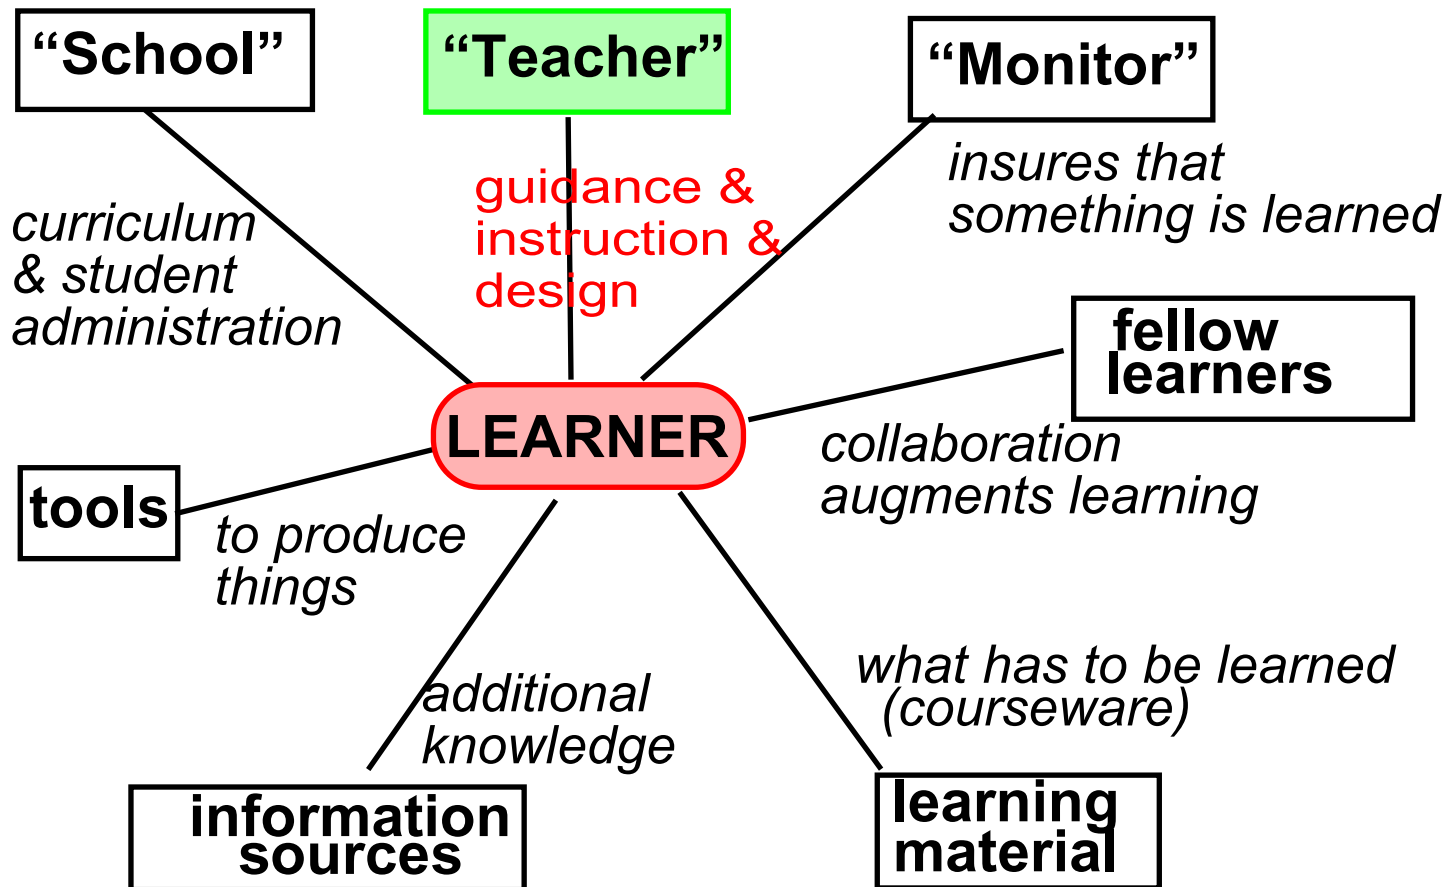 “School”
“Teacher”
“Monitor”
insures that
something is learned
guidance &
instruction &
design
curriculum
& student
administration
fellow
learners
LEARNER
collaboration
augments learning
tools
to produce
things
what has to be learned
(courseware)
additional
knowledge
information
sources
learning
material